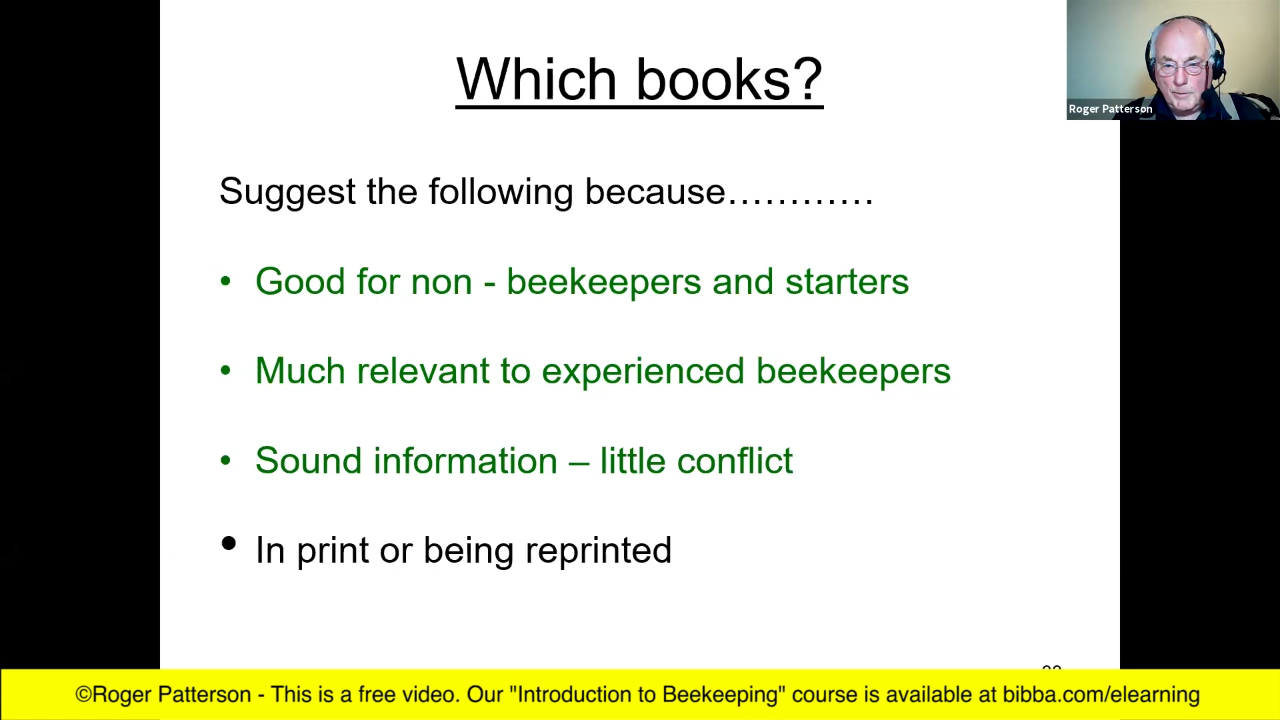 Which books?
Roger Patterson
Suggest the following because…………
• Good for non - beekeepers and starters
• Much relevant to experienced beekeepers
• Sound information – little conflict
• In print or being reprinted
©Roger Patterson - This is a free video. Our "Introduction to Beekeeping" course is available at bibba.com/elearning